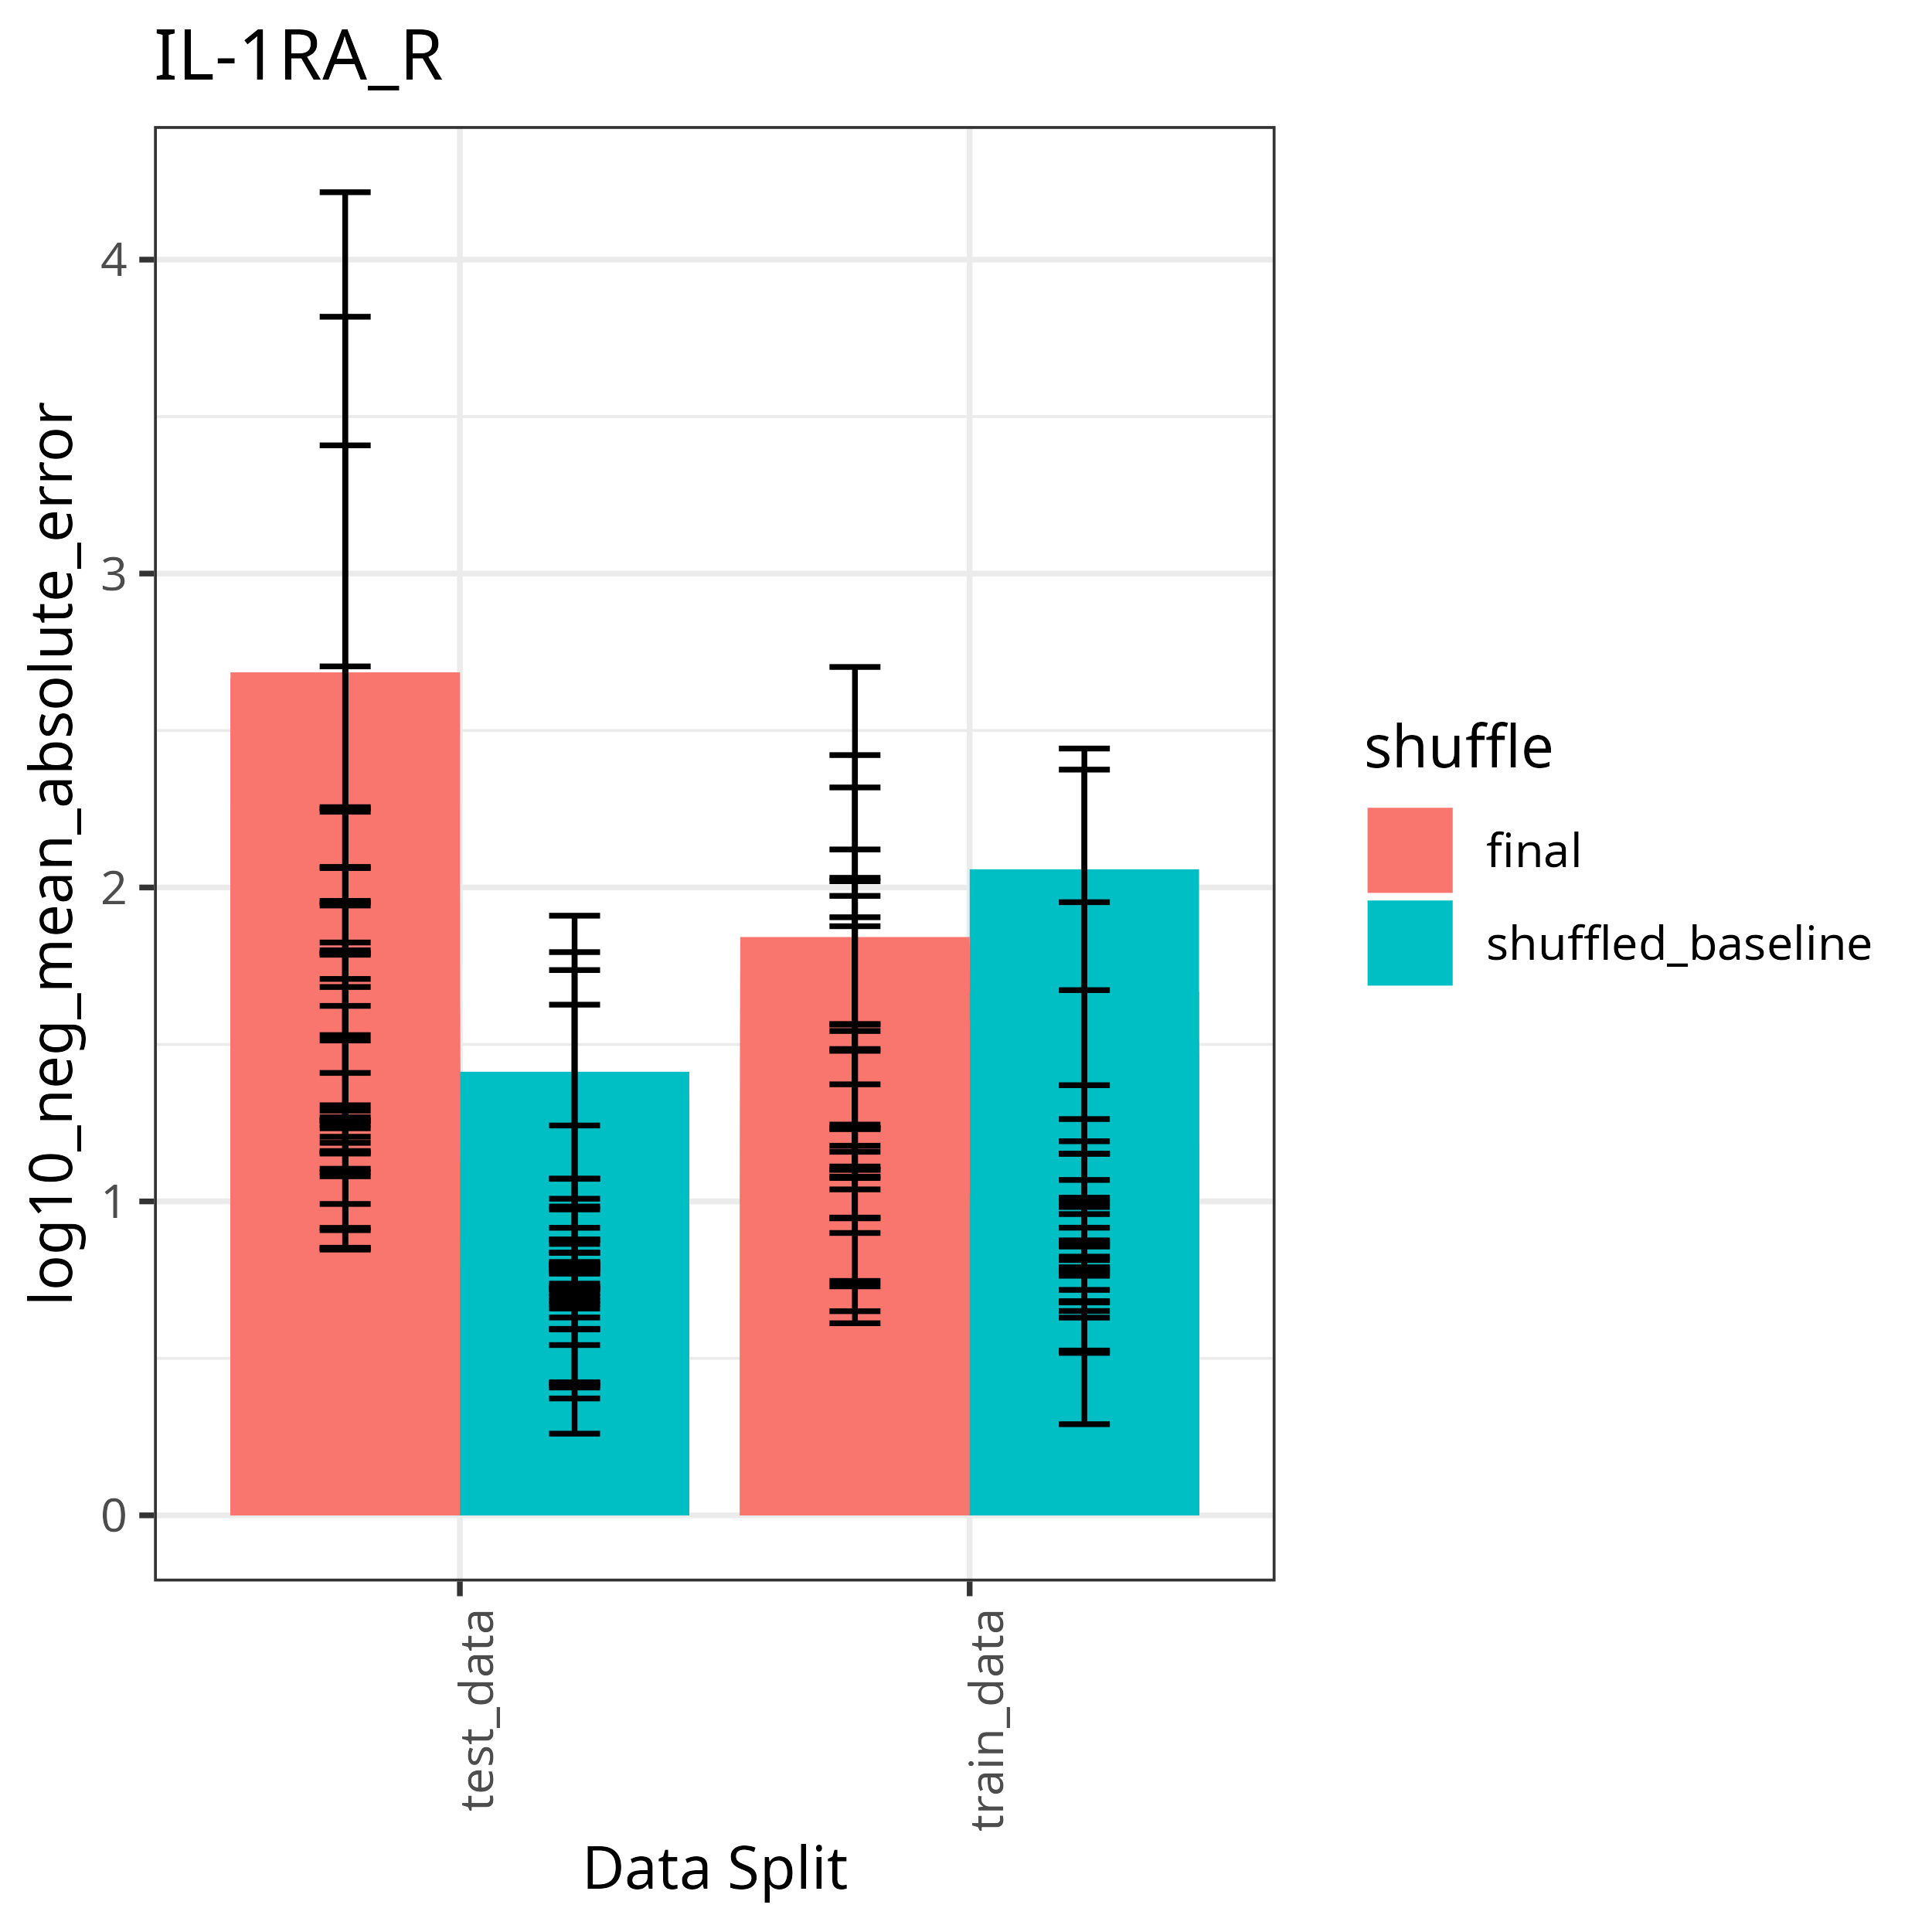 IL-1RA_R
log10_neg_mean_absolute_error
4
3
2
1
0
test_data
train_data
Data Split
shuffle
final
shuffled_baseline